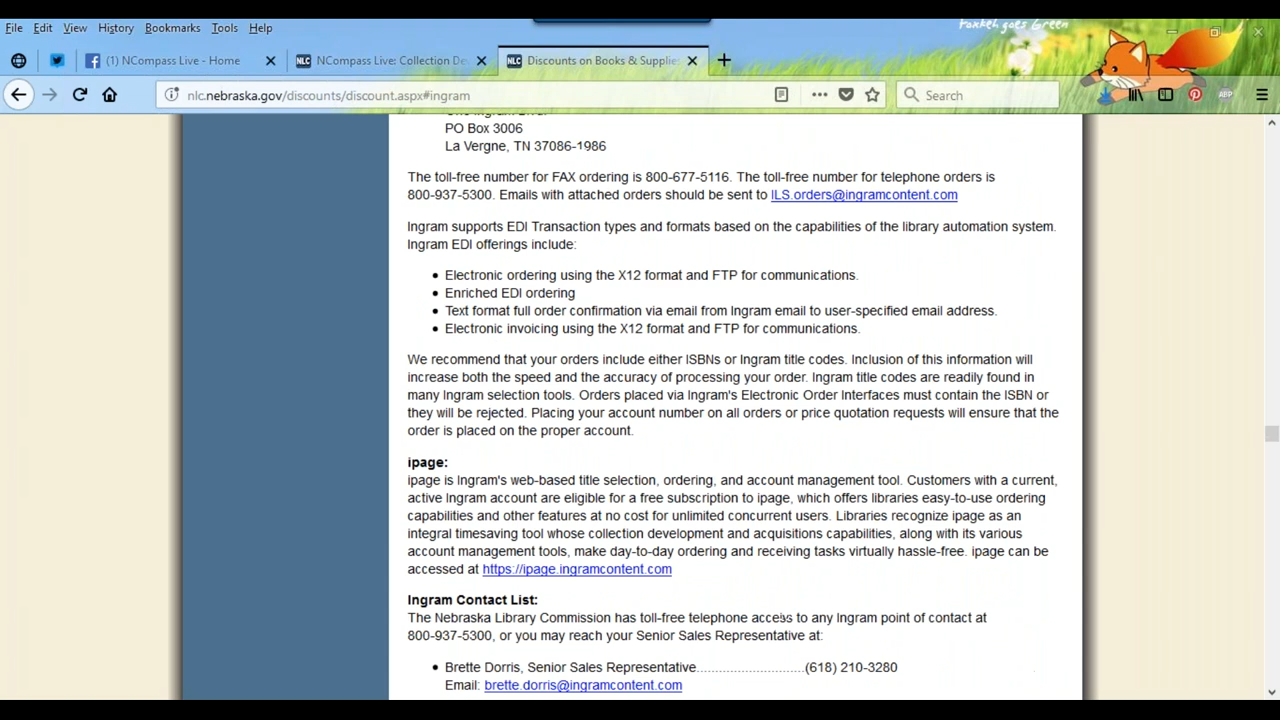 File Edit View History Bookmarks Tools Help
(1) NCompass Live - Home
NLC NCompass Live: Collection De
NLC Discounts on Books & Supplies
nlc.nebraska.gov/discounts/discount.aspx#ingram
Search
ABP
PO Box 3006
La Vergne, TN 37086-1986
The toll-free number for FAX ordering is 800-677-5116. The toll-free number for telephone orders is
800-937-5300. Emails with attached orders should be sent to ILS.orders@ingramcontent.com
Ingram supports EDI Transaction types and formats based on the capabilities of the library automation system.
Ingram EDI offerings include:
• Electronic ordering using the X12 format and FTP for communications.
• Enriched EDI ordering
• Text format full order confirmation via email from Ingram email to user-specified email address.
• Electronic invoicing using the X12 format and FTP for communications.
We recommend that your orders include either ISBNs or Ingram title codes. Inclusion of this information will
increase both the speed and the accuracy of processing your order. Ingram title codes are readily found in
many Ingram selection tools. Orders placed via Ingram's Electronic Order Interfaces must contain the ISBN or
they will be rejected. Placing your account number on all orders or price quotation requests will ensure that the
order is placed on the proper account.
ipage:
ipage is Ingram's web-based title selection, ordering, and account management tool. Customers with a current,
active Ingram account are eligible for a free subscription to ipage, which offers libraries easy-to-use ordering
capabilities and other features at no cost for unlimited concurrent users. Libraries recognize ipage as an
integral timesaving tool whose collection development and acquisitions capabilities, along with its various
account management tools, make day-to-day ordering and receiving tasks virtually hassle-free. ipage can be
accessed at https://ipage.ingramcontent.com
Ingram Contact List:
The Nebraska Library Commission has toll-free telephone access to any Ingram point of contact at
800-937-5300, or you may reach your Senior Sales Representative at:
• Brette Dorris, Senior Sales Representative...........................(618) 210-3280
Email: brette.dorris@ingramcontent.com